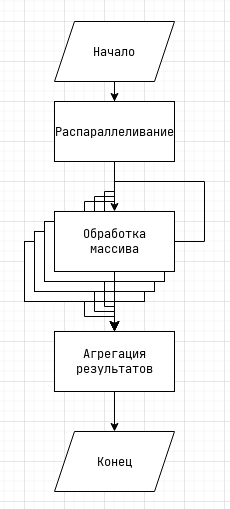 Начало
Распараллеливание
Обработка
массива
Агрегация
результатов
Конец